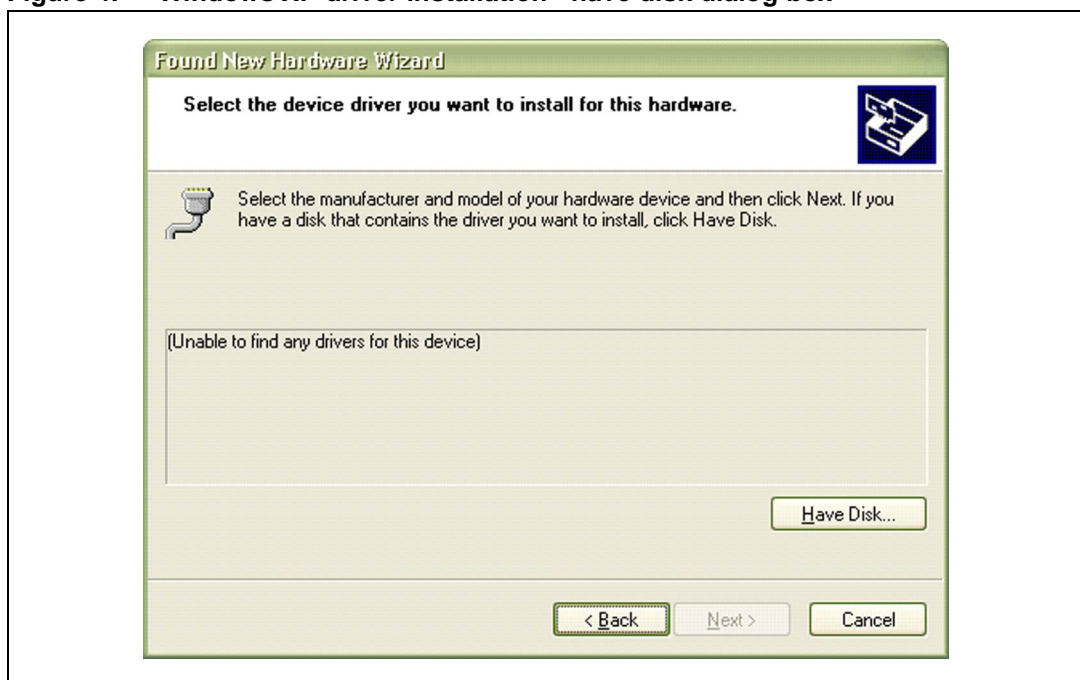 Found New Hardware Wizard
Select the device driver you want to install for this hardware.
Select the manufacturer and model of your hardware device and then click Next. If you
have a disk that contains the driver you want to install, click Have Disk.
(Unable to find any drivers for this device)
Have Disk...
< Back
Next >
Cancel